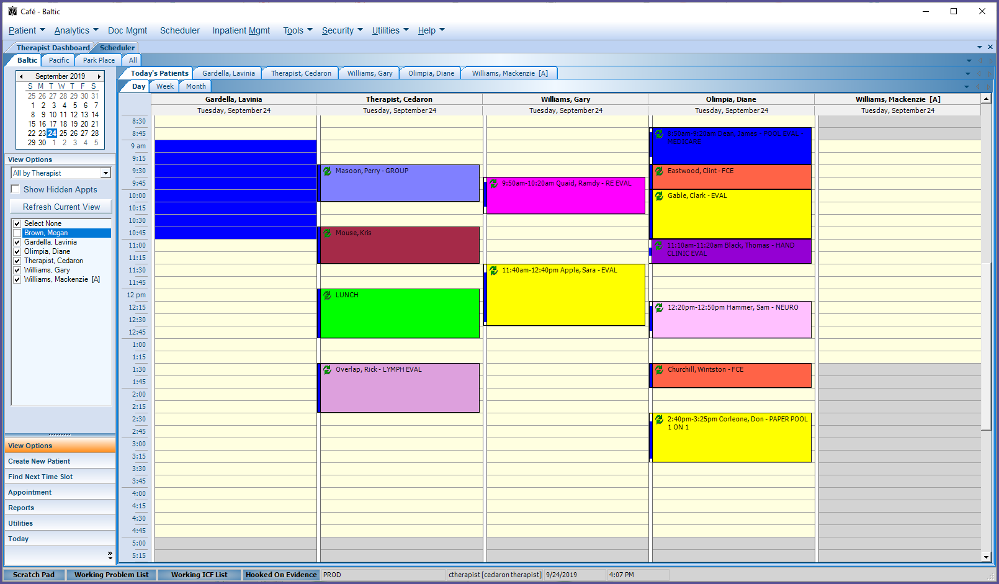 Café - Baltic
Patient Analytics Doc Mgmt Scheduler Inpatient Mgmt Tools Security Utilities Help
Therapist Dashboard Scheduler
Baltic Pacific Park Place All
September 2019
S M T W T F S
25 26 27 28 29 30 31
1 2 3 4 5 6 7
8 9 10 11 12 13 14
15 16 17 18 19 20 21
22 23 24 25 26 27 28
29 30 1 2 3 4 5
View Options
All by Therapist
Show Hidden Appts
Refresh Current View
Select None
Brown, Megan
Gardella, Lavinia
Olimpia, Diane
Therapist, Cedaron
Williams, Gary
Williams, Mackenzie [A]
View Options
Create New Patient
Find Next Time Slot
Appointment
Reports
Utilities
Today
Today's Patients Gardella, Lavinia Therapist, Cedaron Williams, Gary Olimpia, Diane Williams, Mackenzie [A]
Day Week Month
Gardella, Lavinia Therapist, Cedaron Williams, Gary Olimpia, Diane Williams, Mackenzie [A]
Tuesday, September 24 Tuesday, September 24 Tuesday, September 24 Tuesday, September 24 Tuesday, September 24
8:30
8:45
9 am
9:15
9:30
9:45
10:00
10:15
10:30
10:45
11:00
11:15
11:30
11:45
12 pm
12:15
12:30
12:45
1:00
1:15
1:30
1:45
2:00
2:15
2:30
2:45
3:00
3:15
3:30
3:45
4:00
4:15
4:30
4:45
5:00
5:15
Masoon, Perry - GROUP
Mouse, Kris
LUNCH
Overlap, Rick - LYMPH EVAL
9:50am-10:20am Quaid, Ramdy - RE EVAL
11:40am-12:40pm Apple, Sara - EVAL
8:50am-9:20am Dean, James - POOL EVAL -
MEDICARE
Eastwood, Clint - FCE
Gable, Clark - EVAL
11:10am-11:20am Black, Thomas - HAND
CLINIC EVAL
12:20pm-12:50pm Hammer, Sam - NEURO
Churchill, Wintston - FCE
2:40pm-3:25pm Corleone, Don - PAPER POOL
1 ON 1
Scratch Pad Working Problem List Working ICF List Hooked On Evidence PROD ctherapist [cedaron therapist] 9/24/2019 4:07 PM